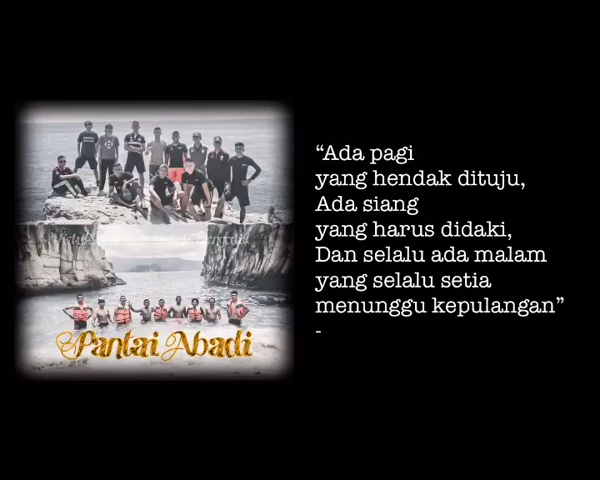 Pantai Abadi
“Ada pagi
yang hendak dituju,
Ada siang
yang harus didaki,
Dan selalu ada malam
yang selalu setia
menunggu kepulangan”
-